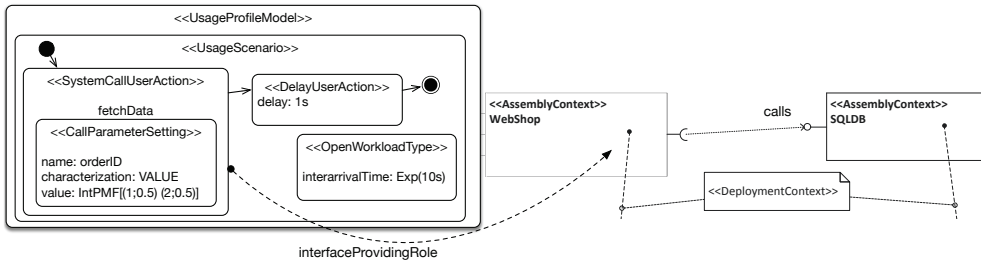 <<UsageProfileModel>>
<<UsageScenario>>
<<SystemCallUserAction>>
fetchData
<<CallParameterSetting>>
name: orderID
characterization: VALUE
value: IntPMF[(1;0.5) (2;0.5)]
<<DelayUserAction>>
delay: 1s
<<OpenWorkloadType>>
interarrivalTime: Exp(10s)
interfaceProvidingRole
<<AssemblyContext>>
WebShop
calls
<<AssemblyContext>>
SQLDB
<<DeploymentContext>>